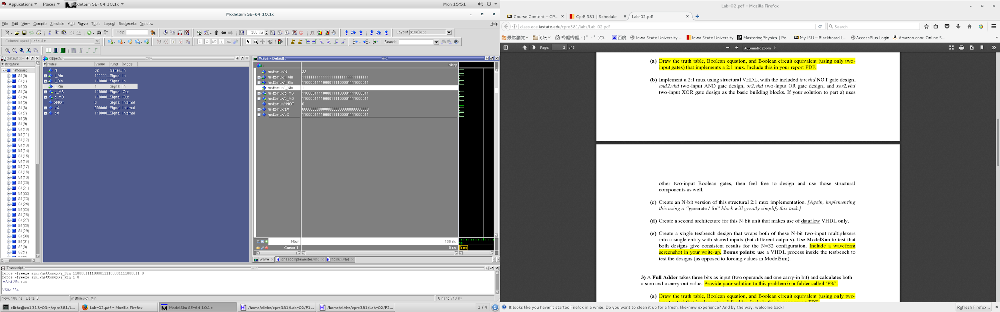 Applications Places ModelSim SE-64 10.1c Mon 15:51
ModelSim SE-64 10.1c
File Edit View Compile Simulate Add Wave Tools Layout Bookmarks Window Help
Help 100 ns Layout Simulate
ColumnLayout Default Search:
Default
Instance
nsttomux
G1(0)
G1(1)
G1(2)
G1(3)
G1(4)
G1(5)
G1(6)
G1(7)
G1(8)
G1(9)
G1(10)
G1(11)
G1(12)
G1(13)
G1(14)
G1(15)
G1(16)
G1(17)
G1(18)
G1(19)
G1(20)
G1(21)
G1(22)
G1(23)
G1(24)
G1(25)
G1(26)
G1(27)
G1(28)
G1(29)
G1(30)
G1(31)
G2(0)
G2(1)
Objects
Name Value Kind Mode
N 32 Gener... In
i_Ain 111111... Signal In
i_Bin 110000... Signal In
i_Xin 1 Signal In
o_YS 110000... Signal Out
o_YD 110000... Signal Out
xNOT 0 Signal Internal
aX 000000... Signal Internal
bX 110000... Signal Internal
Wave - Default
Msgs
/nsttomux/N 32
/nsttomux/i_Ain 11111111111111111111111111111111
/nsttomux/i_Bin 11000011110000111100001111000011
/nsttomux/i_Xin 1
/nsttomux/o_YS 11000011110000111100001111000011
/nsttomux/o_YD 11000011110000111100001111000011
/nsttomux/xNOT 0
/nsttomux/aX 00000000000000000000000000000000
/nsttomux/bX 11000011110000111100001111000011
Now 100 ns ns
Cursor 1 0 ns 0 ns
Wave onescomplementer.vhd ttomux.vhd
Transcript
force -freeze sim:/nsttomux/i_Bin 11000011110000111100001111000011 0
force -freeze sim:/nsttomux/i_Xin 1 0
VSIM 25> run
VSIM 26>
Now: 100 ns Delta: 0 /nsttomux/i_Xin 0 ns to 713 ns
elithz@co1313-03:~/cpre381/L... Lab-02.pdf - Mozilla Firefox ModelSim SE-64 10.1c /home/elithz/cpre381/Lab-02/P1... /home/elithz/cpre381/Lab-02/P2... 1 / 4 1
Lab-02.pdf - Mozilla Firefox
Course Content – CP... CprE 381 | Schedule Lab-02.pdf
class.ece.iastate.edu/cpre381/labs/Lab-02.pdf Search
最常瀏覽 论坛 哔哩哔哩 - ( ゜- ゜)つ... 百度 Iowa State University ... Iowa State University MasteringPhysics | Pe... My ISU – Blackboard L... AccessPlus Login Amazon.com: Online S...
Page: 2 of 3 Automatic Zoom
(a) Draw the truth table, Boolean equation, and Boolean circuit equivalent (using only two-
input gates) that implements a 2:1 mux. Include this in your report PDF.
(b) Implement a 2:1 mux using structural VHDL, with the included inv.vhd NOT gate design,
and2.vhd two-input AND gate design, or2.vhd two-input OR gate design, and xor2.vhd
two-input XOR gate design as the basic building blocks. If your solution to part a) uses
other two-input Boolean gates, then feel free to design and use those structural
components as well.
(c) Create an N-bit version of this structural 2:1 mux implementation. [Again, implementing
this using a “generate / for” block will greatly simplify this task.]
(d) Create a second architecture for this N-bit unit that makes use of dataflow VHDL only.
(e) Create a single testbench design that wraps both of these N-bit two-input multiplexers
into a single entity with shared inputs (but different outputs). Use ModelSim to test that
both designs give consistent results for the N=32 configuration. Include a waveform
screenshot in your write-up. Bonus points: use a VHDL process inside the testbench to
test the designs (as opposed to forcing values in ModelSim).
3) A Full Adder takes three bits as input (two operands and one carry-in bit) and calculates both
a sum and a carry-out value. Provide your solution to this problem in a folder called ‘P3/’.
(a) Draw the truth table, Boolean equation, and Boolean circuit equivalent (using only two-
It looks like you haven't started Firefox in a while. Do you want to clean it up for a fresh, like-new experience? And by the way, welcome back! Refresh Firefox...